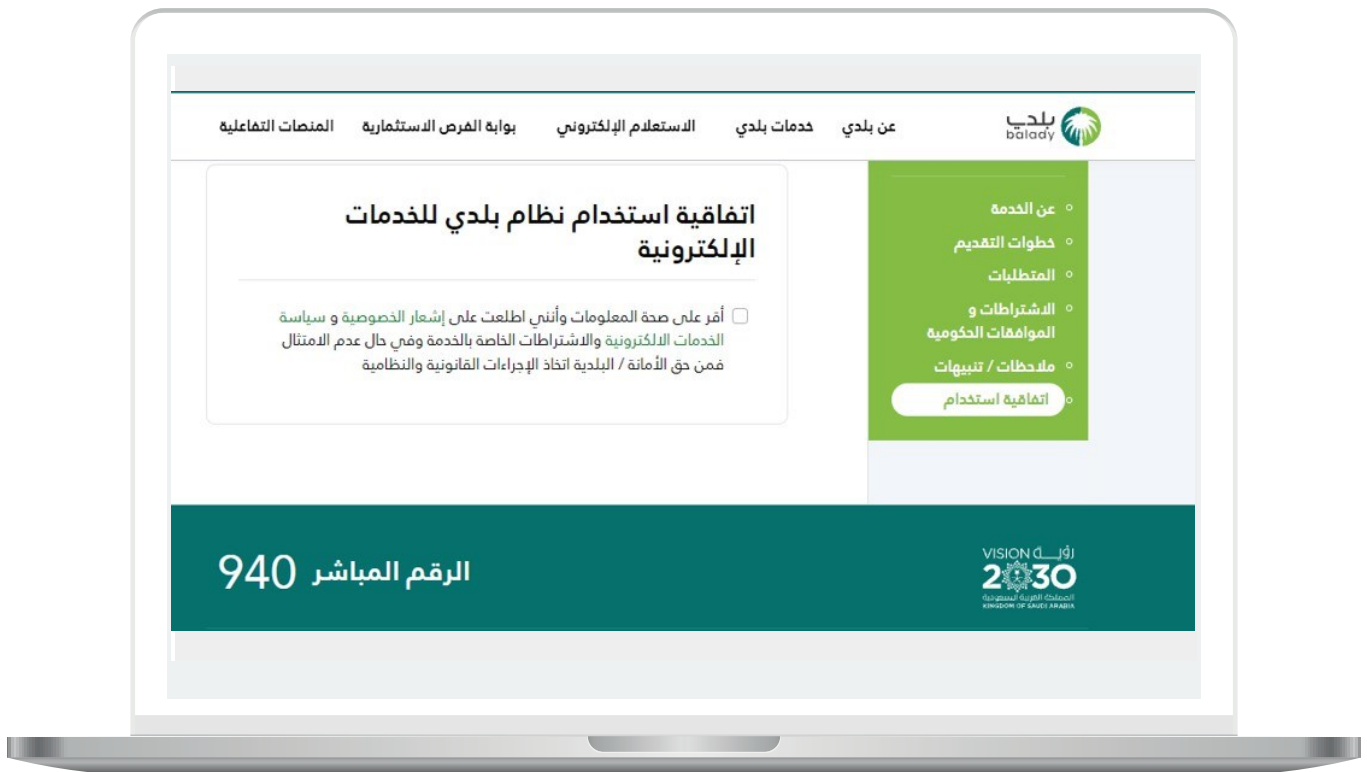 بلدي
balady
عن بلدي
خدمات بلدي
الاستعلام الإلكتروني
بوابة الفرص الاستثمارية
المنصات التفاعلية
عن الخدمة
خطوات التقديم
المتطلبات
الاشتراطات و
الموافقات الحكومية
ملاحظات / تنبيهات
اتفاقية استخدام
اتفاقية استخدام نظام بلدي للخدمات
الإلكترونية
أقر على صحة المعلومات وأنني اطلعت على إشعار الخصوصية و سياسة
الخدمات الالكترونية والاشتراطات الخاصة بالخدمة وفي حال عدم الامتثال
فمن حق الأمانة / البلدية اتخاذ الإجراءات القانونية والنظامية
VISION رؤيــة
2030
المملكة العربية السعودية
KINGDOM OF SAUDI ARABIA
الرقم المباشر 940